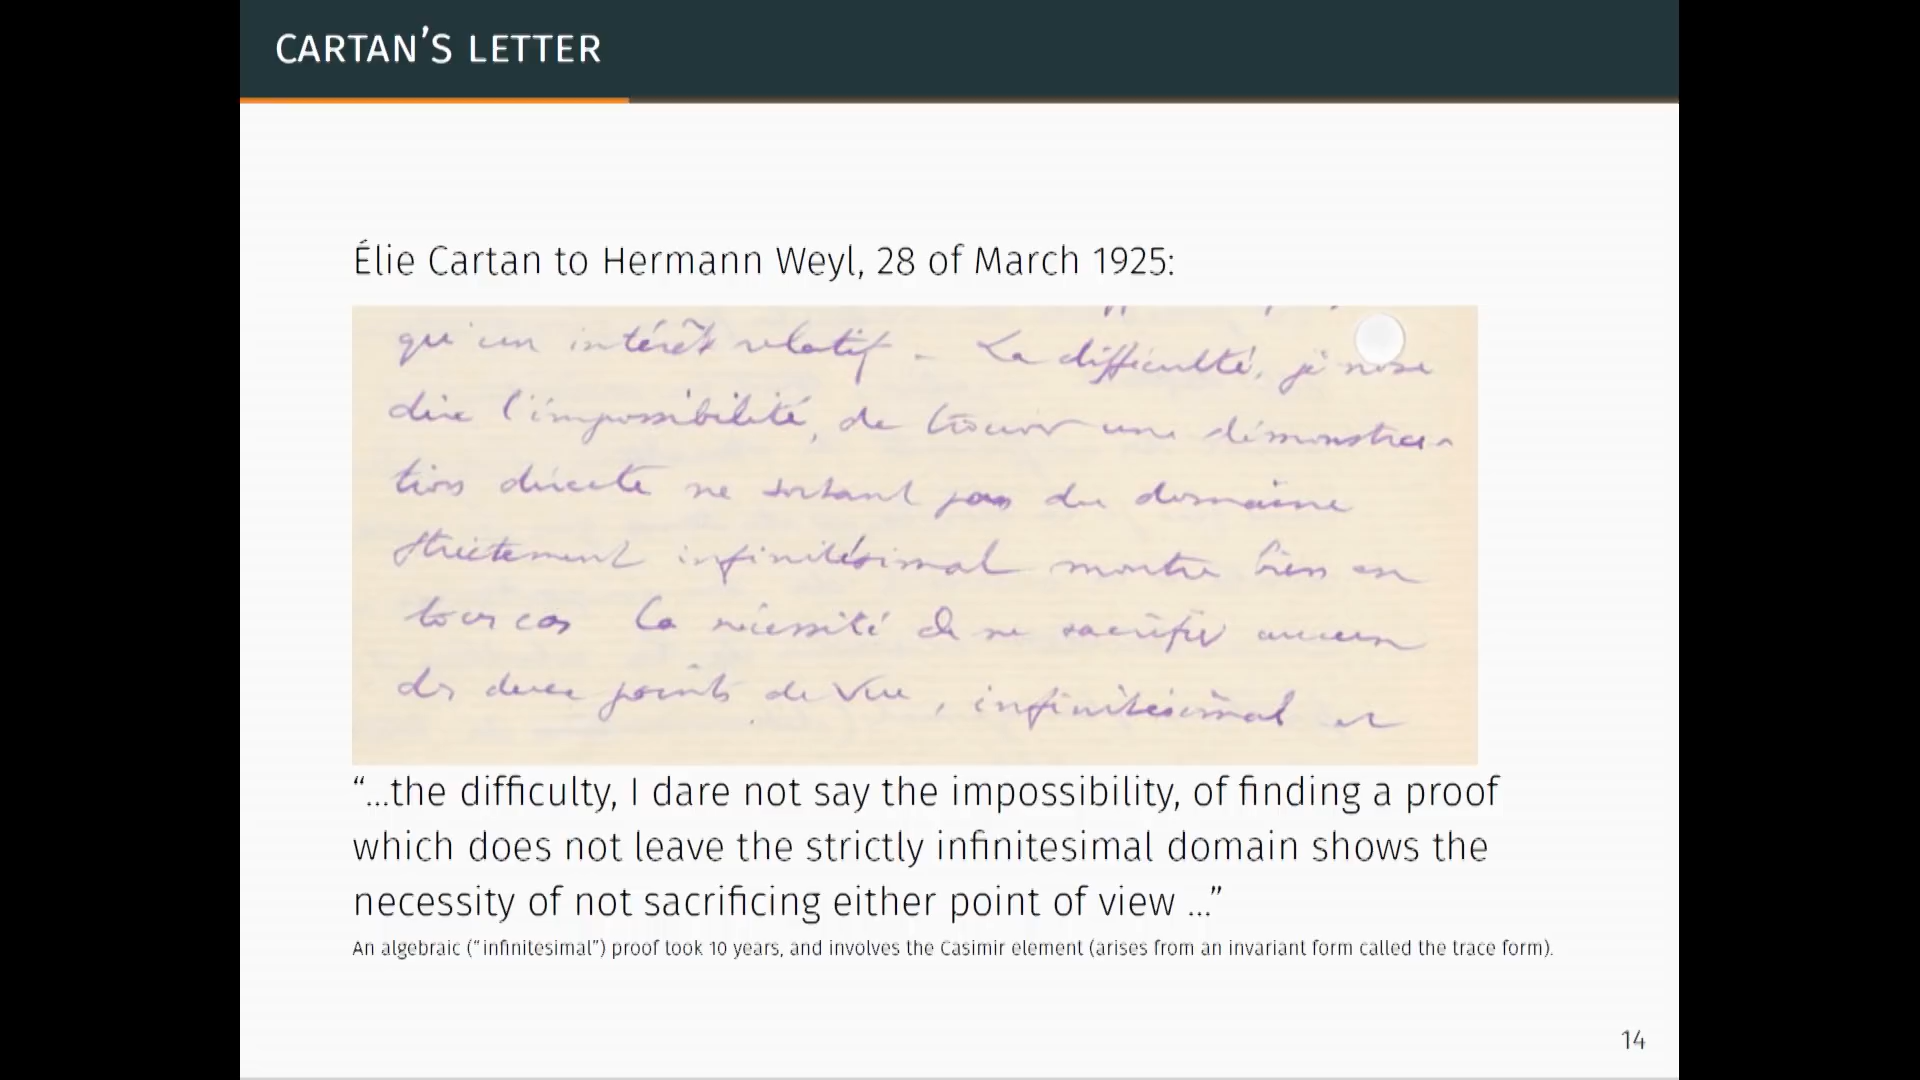 CARTAN'S LETTER
Élie Cartan to Hermann Weyl, 28 of March 1925:
qu'un intérêt relatif - La difficulté, je n'ose
dire l'impossibilité, de trouver une démonstra-
tion directe ne sortant pas du domaine
strictement infinitésimal montre bien en
tous cas la nécessité de ne sacrifier aucun
des deux points de vue, infinitésimal et
“...the difficulty, I dare not say the impossibility, of finding a proof
which does not leave the strictly infinitesimal domain shows the
necessity of not sacrificing either point of view ...”
An algebraic (“infinitesimal”) proof took 10 years, and involves the Casimir element (arises from an invariant form called the trace form).
14